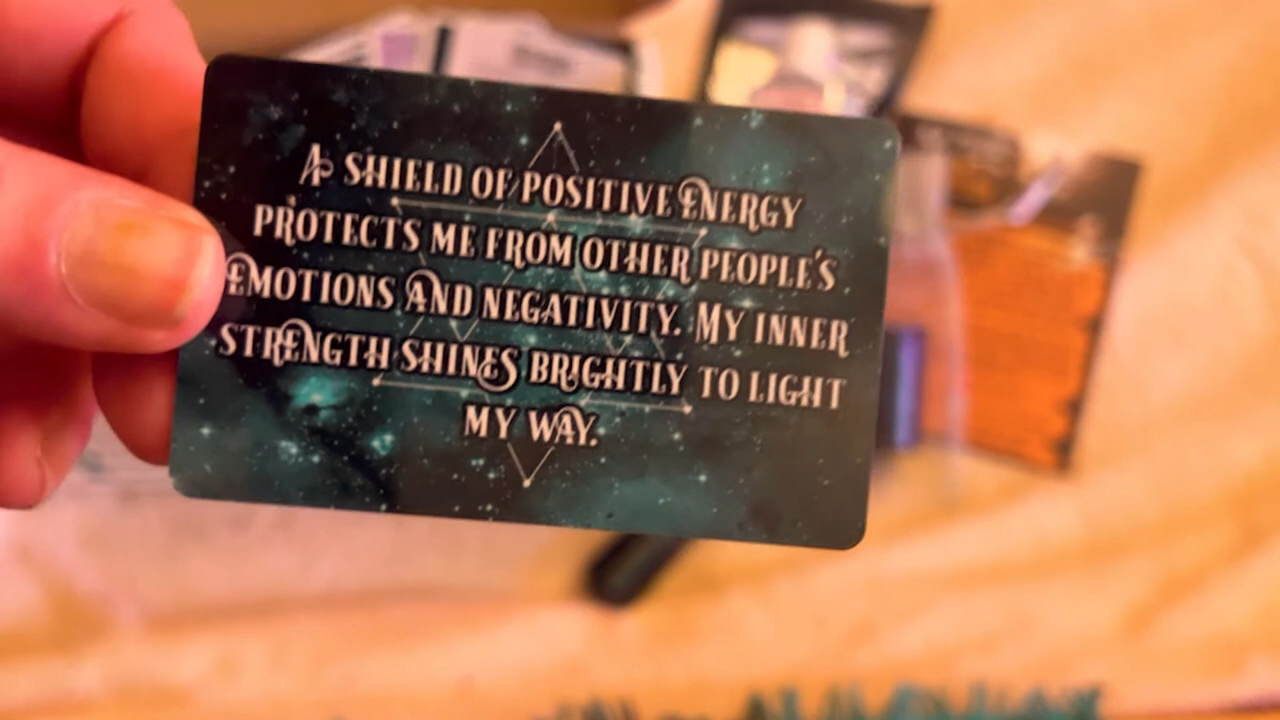 A SHIELD OF POSITIVE ENERGY
PROTECTS ME FROM OTHER PEOPLE'S
EMOTIONS AND NEGATIVITY. MY INNER
STRENGTH SHINES BRIGHTLY TO LIGHT
MY WAY.